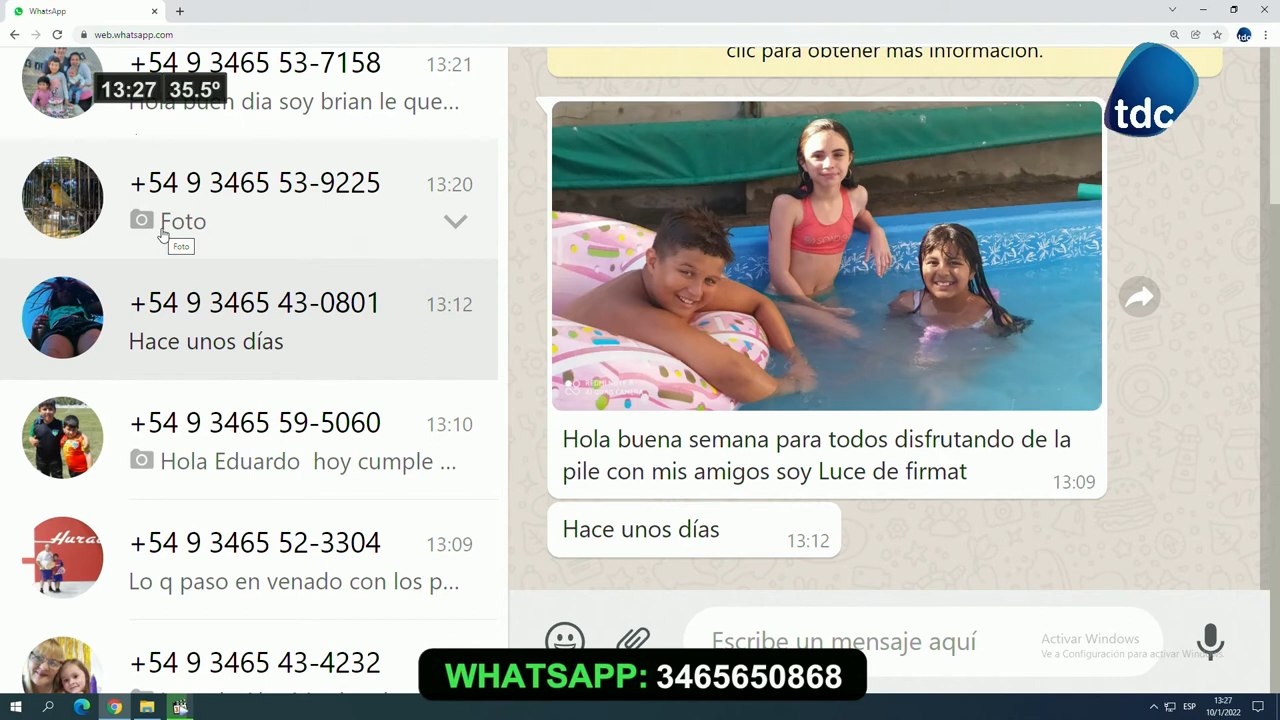 WhatsApp
web.whatsapp.com
+54 9 3465 53-7158
13:21
13:27 35.5º
Hola buen dia soy brian le que...
+54 9 3465 53-9225
13:20
Foto
Foto
+54 9 3465 43-0801
13:12
Hace unos días
+54 9 3465 59-5060
13:10
Hola Eduardo hoy cumple ...
+54 9 3465 52-3304
13:09
Lo q paso en venado con los p...
+54 9 3465 43-4232
clic para obtener más información.
tdc
Hola buena semana para todos disfrutando de la
pile con mis amigos soy Luce de firmat
13:09
Hace unos días
13:12
Escribe un mensaje aquí
Activar Windows
Ve a Configuración para activar Windows.
WHATSAPP: 3465650868
ESP
13:27
10/1/2022